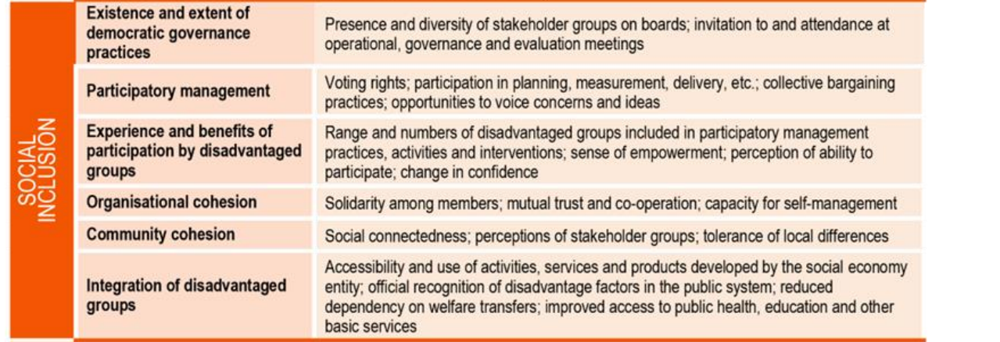 SOCIAL
INCLUSION
Existence and extent of
democratic governance
practices
Presence and diversity of stakeholder groups on boards; invitation to and attendance at
operational, governance and evaluation meetings
Participatory management
Voting rights; participation in planning, measurement, delivery, etc.; collective bargaining
practices; opportunities to voice concerns and ideas
Experience and benefits of
participation by disadvantaged
groups
Range and numbers of disadvantaged groups included in participatory management
practices, activities and interventions; sense of empowerment; perception of ability to
participate; change in confidence
Organisational cohesion
Solidarity among members; mutual trust and co-operation; capacity for self-management
Community cohesion
Social connectedness; perceptions of stakeholder groups; tolerance of local differences
Integration of disadvantaged
groups
Accessibility and use of activities, services and products developed by the social economy
entity; official recognition of disadvantage factors in the public system; reduced
dependency on welfare transfers; improved access to public health, education and other
basic services